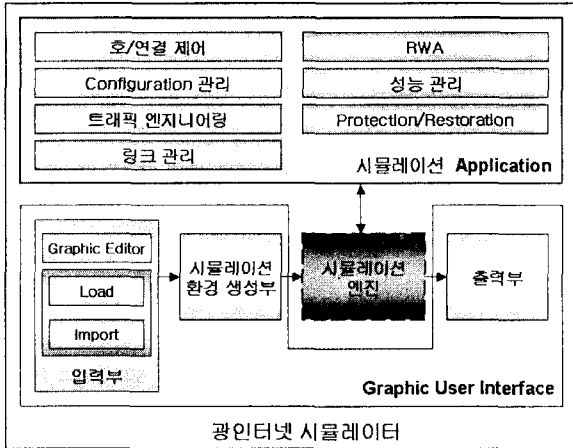 호/연결 제어
RWA
Configuration 관리
성능 관리
트래픽 엔지니어링
Protection/Restoration
링크 관리
시뮬레이션 Application
Graphic Editor
Load
Import
입력부
시뮬레이션
환경 생성부
시뮬레이션
엔진
출력부
Graphic User Interface
광인터넷 시뮬레이터